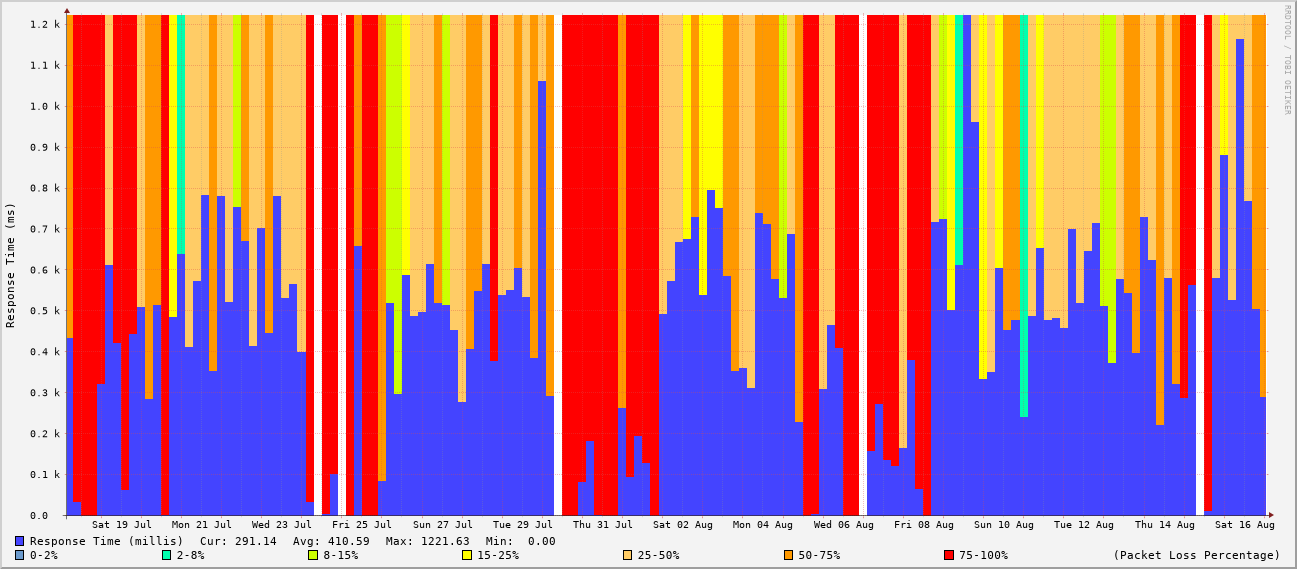 1.2 k
1.1 k
1.0 k
0.9 k
0.8 k
0.7 k
0.6 k
0.5 k
0.4 k
0.3 k
0.2 k
0.1 k
0.0
Response Time (ms)
RRDTOOL / TOBI OETIKER
Sat 19 Jul Mon 21 Jul Wed 23 Jul Fri 25 Jul Sun 27 Jul Tue 29 Jul Thu 31 Jul Sat 02 Aug Mon 04 Aug Wed 06 Aug Fri 08 Aug Sun 10 Aug Tue 12 Aug Thu 14 Aug Sat 16 Aug
Response Time (millis) Cur: 291.14 Avg: 410.59 Max: 1221.63 Min: 0.00
0-2% 2-8% 8-15% 15-25% 25-50% 50-75% 75-100% (Packet Loss Percentage)